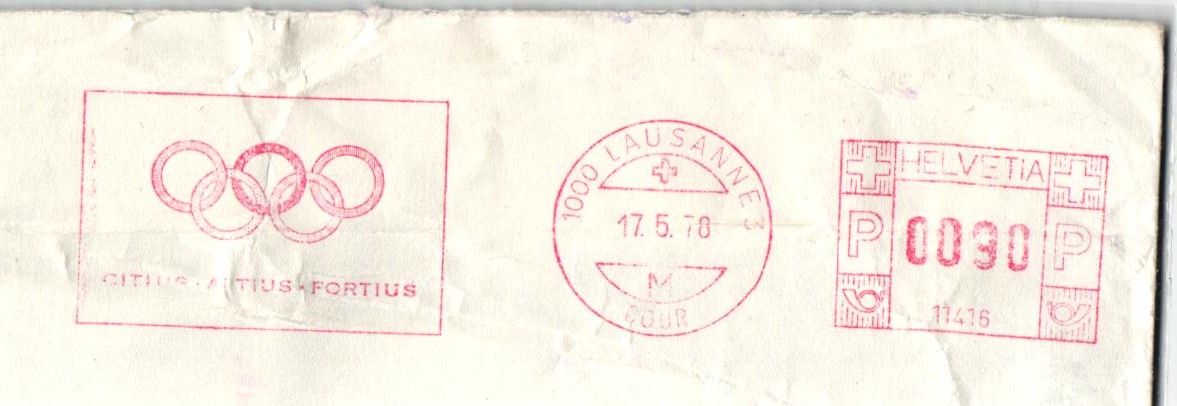 CITIUS · ALTIUS · FORTIUS
1000 LAUSANNE 3
17.5.78
M
COUR
HELVETIA
P 0030 P
11416